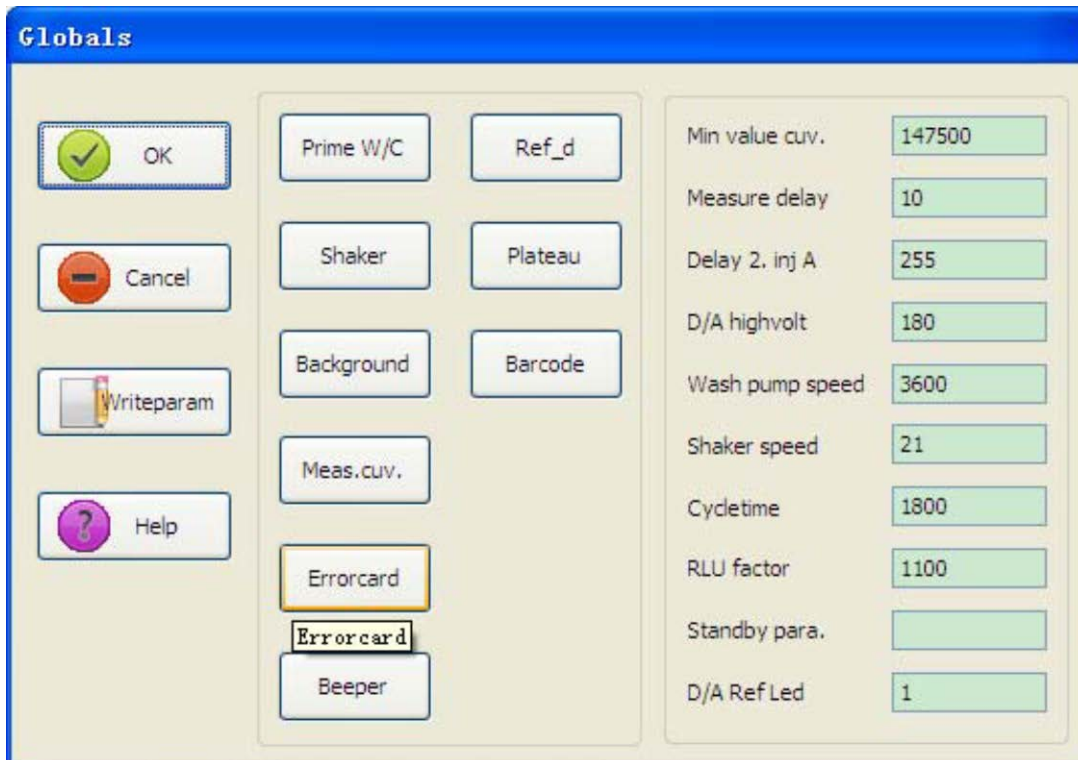 Globals
OK
Cancel
Writeparam
Help
Prime W/C
Ref_d
Shaker
Plateau
Background
Barcode
Meas.cuv.
Errorcard
Errorcard
Beeper
Min value cuv. 147500
Measure delay 10
Delay 2. inj A 255
D/A highvolt 180
Wash pump speed 3600
Shaker speed 21
Cycletime 1800
RLU factor 1100
Standby para.
D/A Ref Led 1